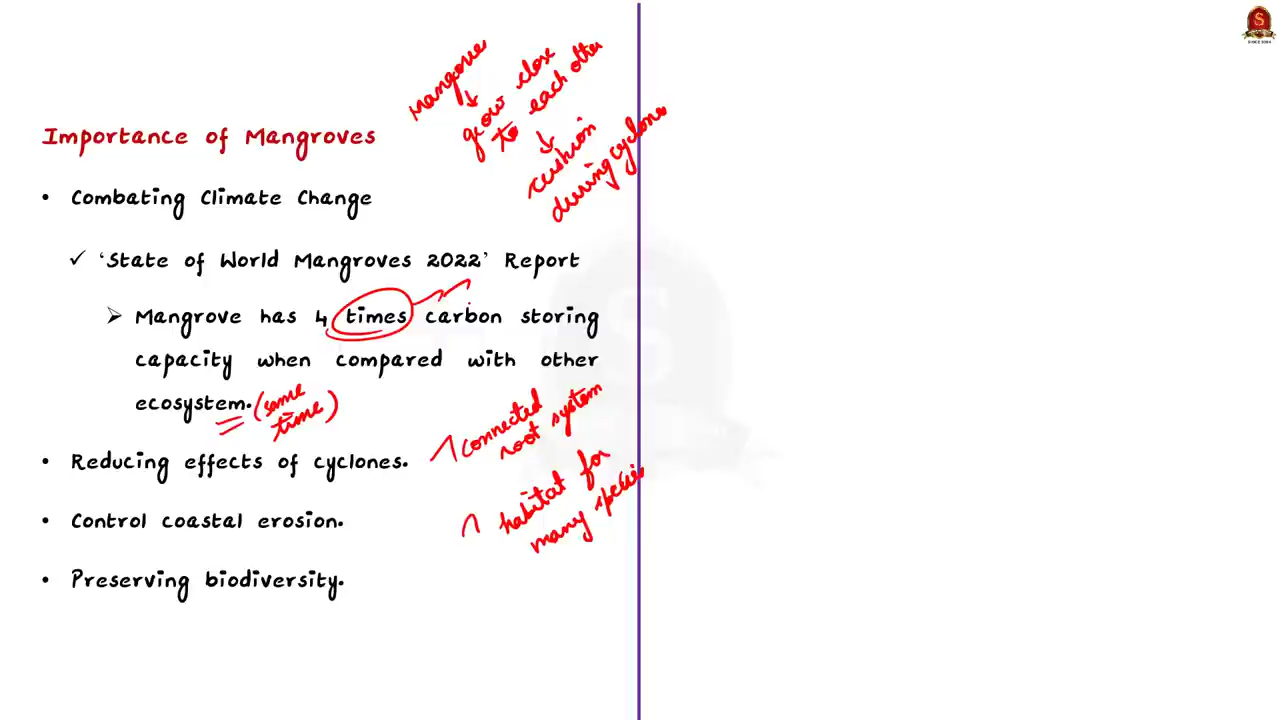 Mangrove
↓
grow close
to each other
↓
cushion
during cyclone
Importance of Mangroves
• Combating Climate Change
✓ ‘State of World Mangroves 2022’ Report
➢ Mangrove has 4 times carbon storing
capacity when compared with other
ecosystem. (same
time)
connected
root system
• Reducing effects of cyclones.
habitat for
many species
• Control coastal erosion.
• Preserving biodiversity.
S